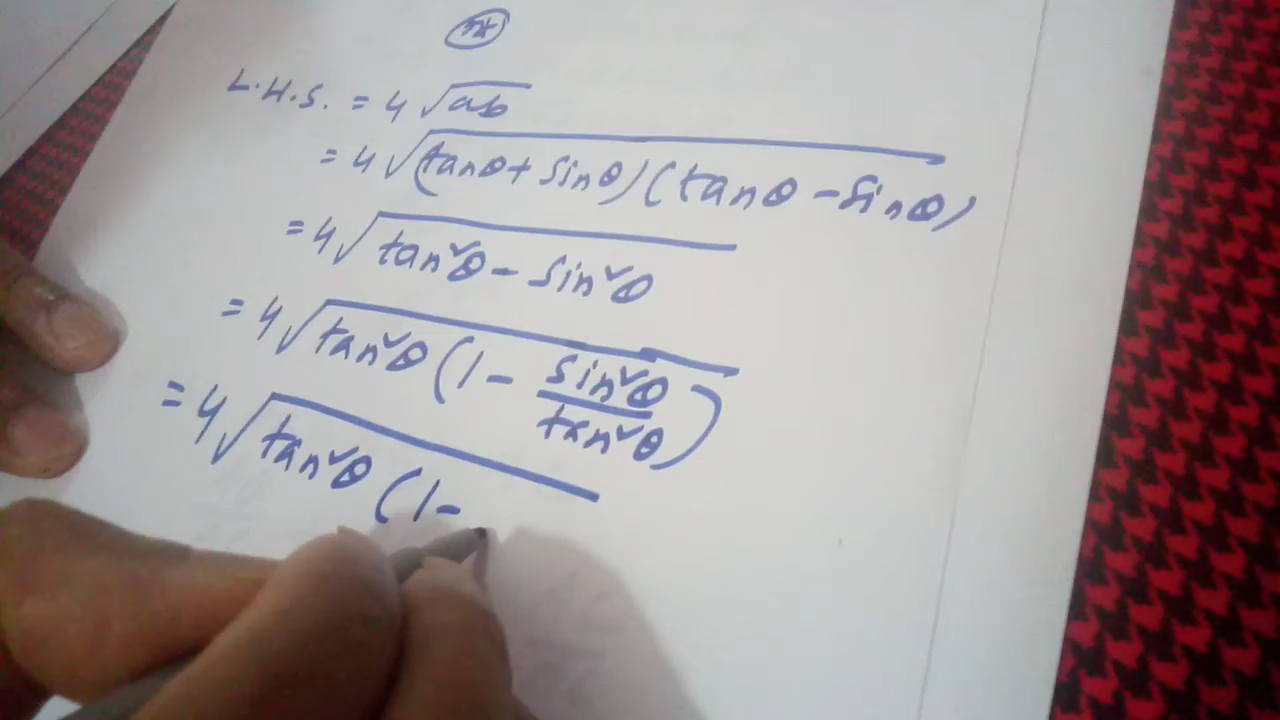 L.H.S. = 4 √ab
= 4 √(tanθ + sinθ) (tanθ - sinθ)
= 4 √tan²θ - sin²θ
= 4 √tan²θ (1 - sin²θ/tan²θ)
= 4 √tan²θ (1 -